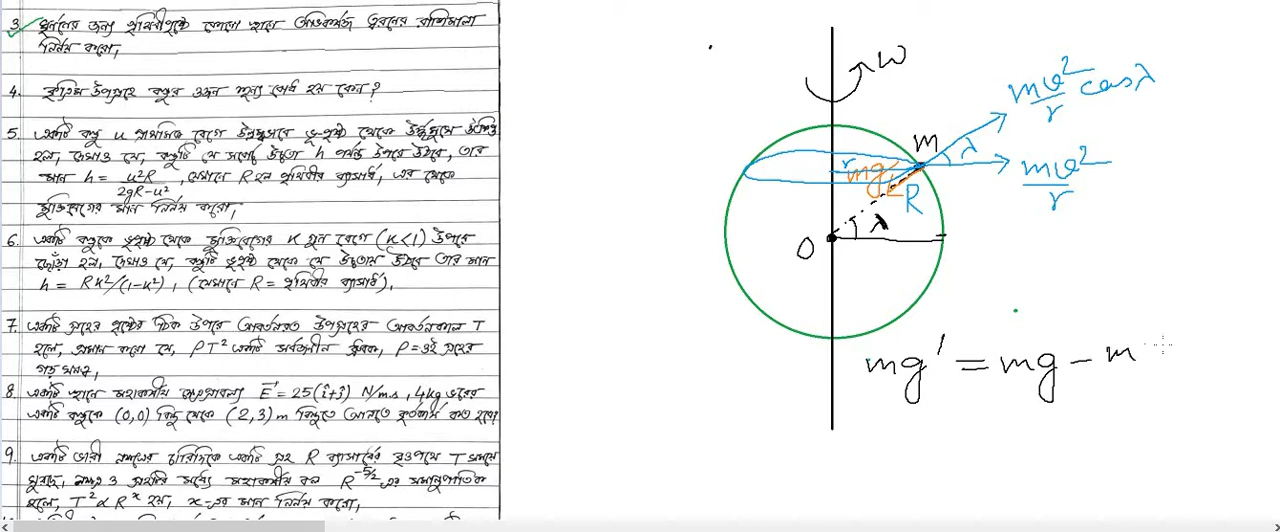 3. ঘূর্ণনের জন্য পৃথিবীপৃষ্ঠে কোনো স্থানে অভিকর্ষজ ত্বরণের রাশিমালা
নির্ণয় করো,
4. কৃত্রিম উপগ্রহে বস্তুর ওজন শূন্য বোধ হয় কেন?
5. একটি বস্তু u প্রাথমিক বেগে উল্লম্বভাবে ভূপৃষ্ঠ থেকে ঊর্ধ্বমুখে উৎক্ষিপ্ত
হল, দেখাও যে, বস্তুটি যে সর্বোচ্চ উচ্চতা h পর্যন্ত উপরে উঠবে, তার
মান h = u²R / 2gR-u² , যেখানে R হল পৃথিবীর ব্যাসার্ধ, এর থেকে
মুক্তিবেগের মান নির্ণয় করো,
6. একটি বস্তুকে ভূপৃষ্ঠ থেকে মুক্তিবেগের K গুন বেগে (K<1) উপরে
ছোঁড়া হল, দেখাও যে, বস্তুটি ভূপৃষ্ঠ থেকে যে উচ্চতায় উঠবে তার মান
h = RK²/(1-K²), (যেখানে R = পৃথিবীর ব্যাসার্ধ),
7. একটি গ্রহের পৃষ্ঠের ঠিক উপরে আবর্তনরত উপগ্রহের আবর্তনকাল T
হলে, প্রমান করো যে, ρT² একটি সর্বজনীন ধ্রুবক, ρ = ওই গ্রহের
গড় ঘনত্ব,
8. একটি স্থানে মহাকর্ষীয় ক্ষেত্রপ্রাবল্য E⃗ = 25(î+ĵ) N/m.s, 4kg ভরের
একটি বস্তুকে (0,0) বিন্দু থেকে (2,3)m বিন্দুতে আনতে কৃতকার্য কত হবে?
9. একটি ভারী নক্ষত্রের চারিদিকে একটি গ্রহ R ব্যাসার্ধের বৃত্তপথে T সময়ে
ঘুরছে, নক্ষত্র ও গ্রহটির মধ্যে মহাকর্ষীয় বল R^-5/2 এর সমানুপাতিক
হলে, T² ∝ R^x হয়, x-এর মান নির্ণয় করো,
ω
mv²/r cosλ
m
λ
mv²/r
r
mg
R
O
λ
mg' = mg - m